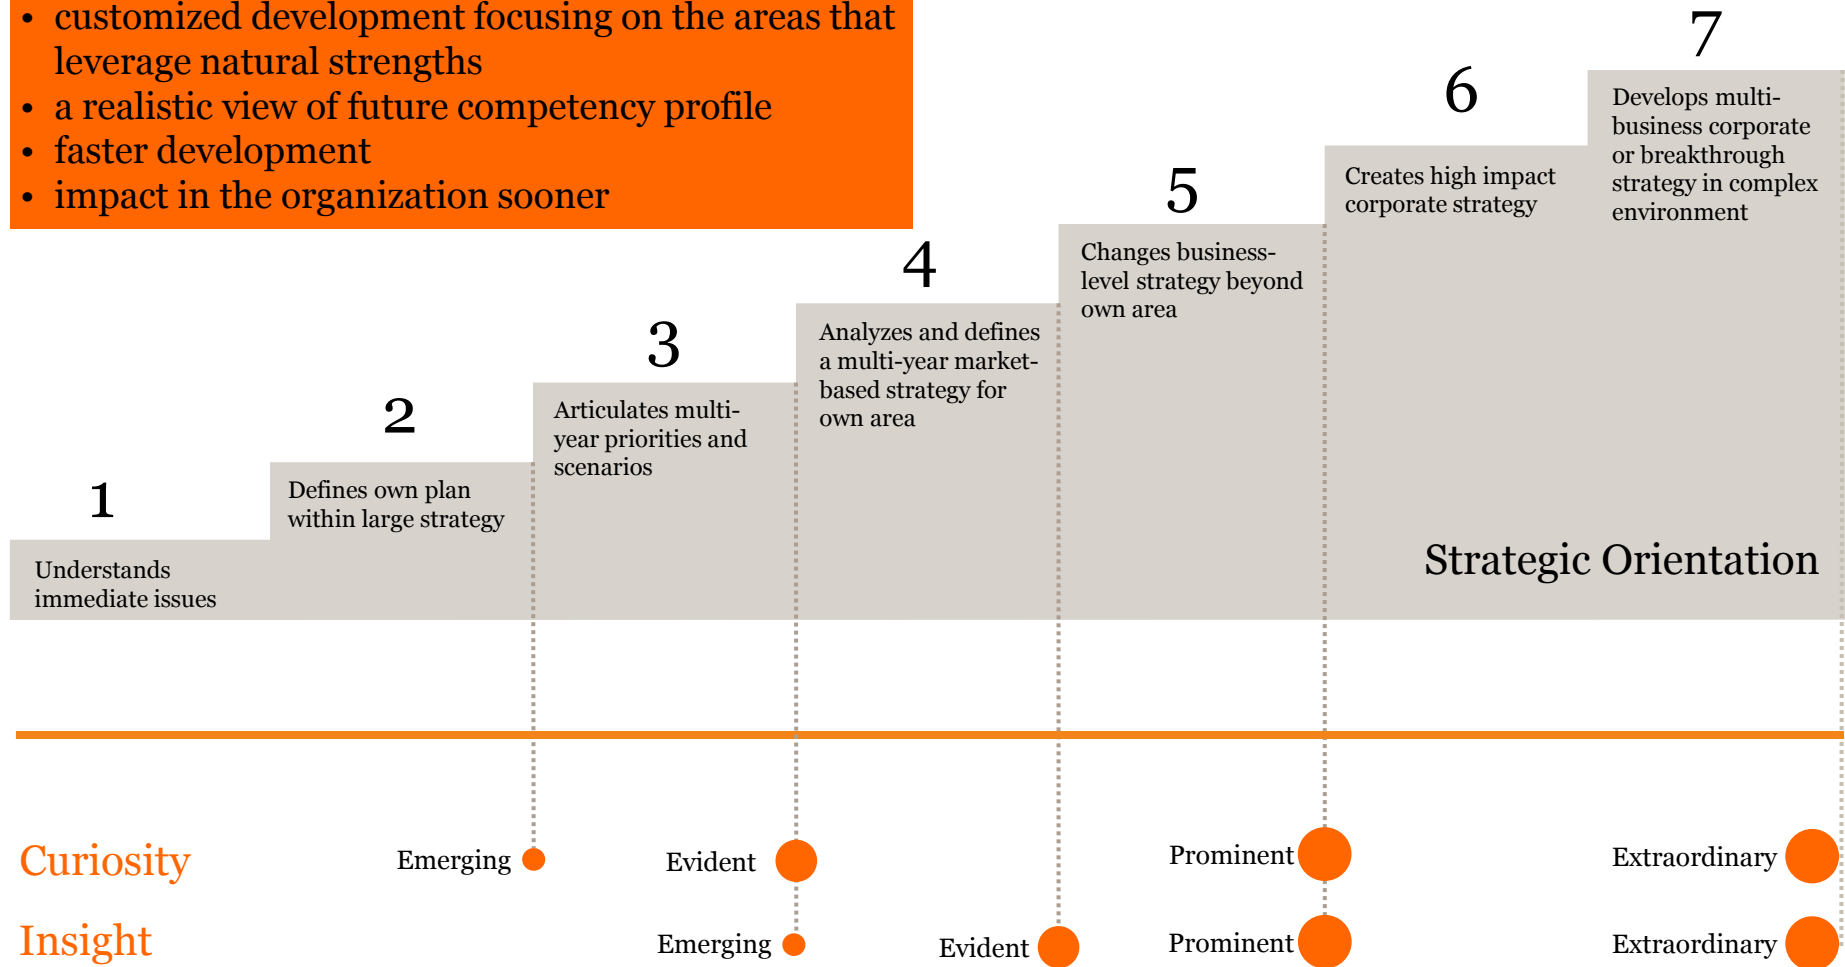 • customized development focusing on the areas that
leverage natural strengths
• a realistic view of future competency profile
• faster development
• impact in the organization sooner
1
Understands
immediate issues
2
Defines own plan
within large strategy
3
Articulates multi-
year priorities and
scenarios
4
Analyzes and defines
a multi-year market-
based strategy for
own area
5
Changes business-
level strategy beyond
own area
6
Creates high impact
corporate strategy
7
Develops multi-
business corporate
or breakthrough
strategy in complex
environment
Strategic Orientation
Curiosity
Emerging
Evident
Prominent
Extraordinary
Insight
Emerging
Evident
Prominent
Extraordinary